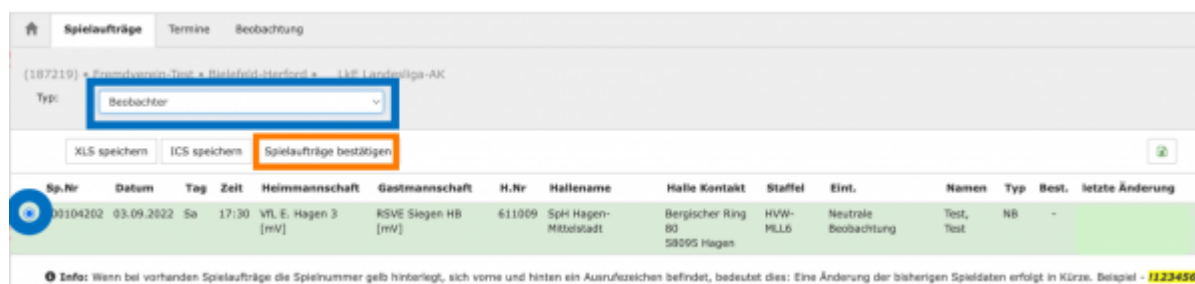 Spielaufträge Termine Beobachtung
(187219) • Fremdverein-Test • Bielefeld-Herford • LkE Landesliga-AK
Typ: Beobachter
XLS speichern ICS speichern Spielaufträge bestätigen
Sp.Nr Datum Tag Zeit Heimmannschaft Gastmannschaft H.Nr Hallename Halle Kontakt Staffel Eint. Namen Typ Best. letzte Änderung
00104202 03.09.2022 Sa 17:30 VfL E. Hagen 3 RSVE Siegen HB 611009 SpH Hagen- Bergischer Ring HVW- Neutrale Test, NB -
[mV] [mV] Mittelstadt 80 MLL6 Beobachtung Test
58095 Hagen
Info: Wenn bei vorhanden Spielaufträge die Spielnummer gelb hinterlegt, sich vorne und hinten ein Ausrufezeichen befindet, bedeutet dies: Eine Änderung der bisherigen Spieldaten erfolgt in Kürze. Beispiel - !123456